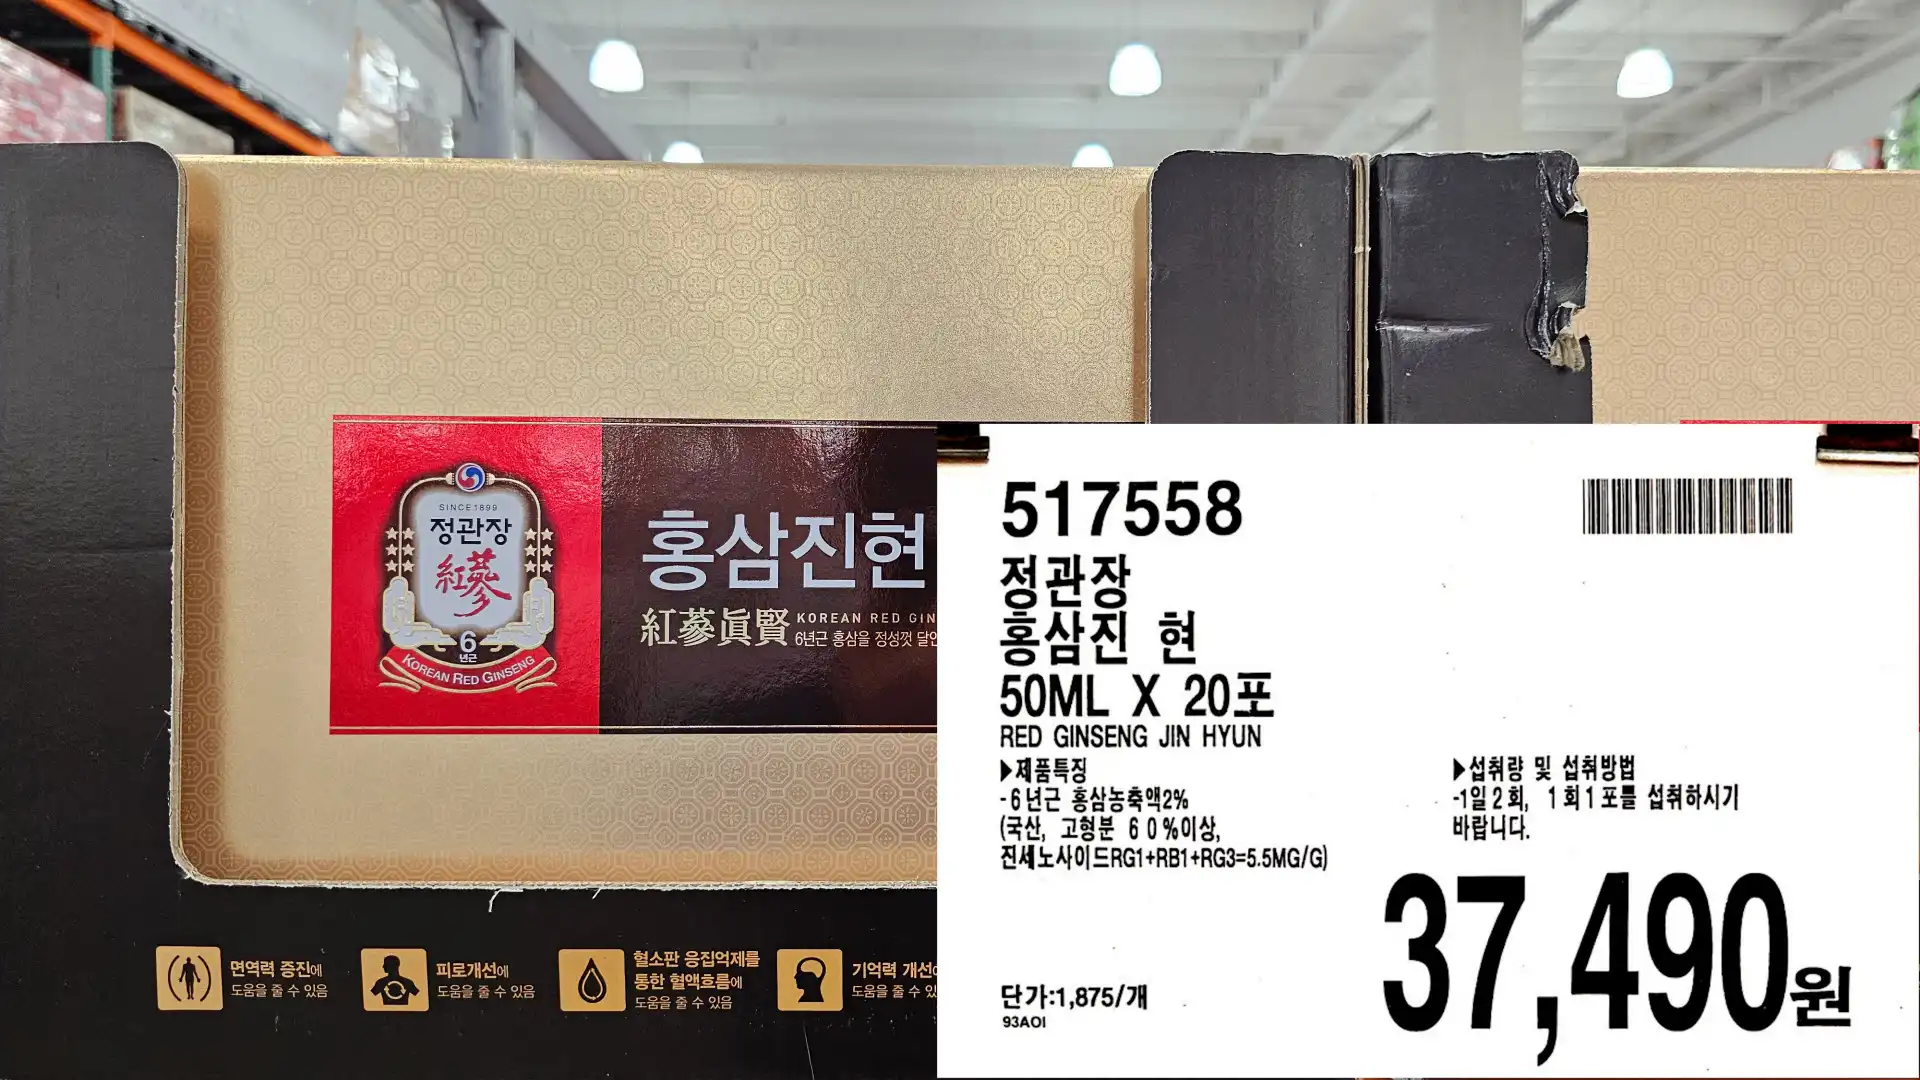 SINCE 1899
정관장
紅蔘
6
년근
KOREAN RED GINSENG
홍삼진현
紅蔘眞賢 KOREAN RED GIN
6년근 홍삼을 정성껏
면역력 증진에
도움을 줄 수 있음
피로개선에
도움을 줄 수 있음
혈소판 응집억제를
통한 혈액흐름에
도움을 줄 수 있음
기억력 개선에
도움을 줄 수
517558
정관장
홍삼진 현
50ML X 20포
RED GINSENG JIN HYUN
▶제품특징
-6년근 홍삼농축액2%
(국산, 고형분 60%이상,
진세노사이드RG1+RB1+RG3=5.5MG/G)
▶섭취량 및 섭취방법
-1일2회, 1회1포를 섭취하시기
바랍니다.
37,490원
단가:1,875/개
93AOI